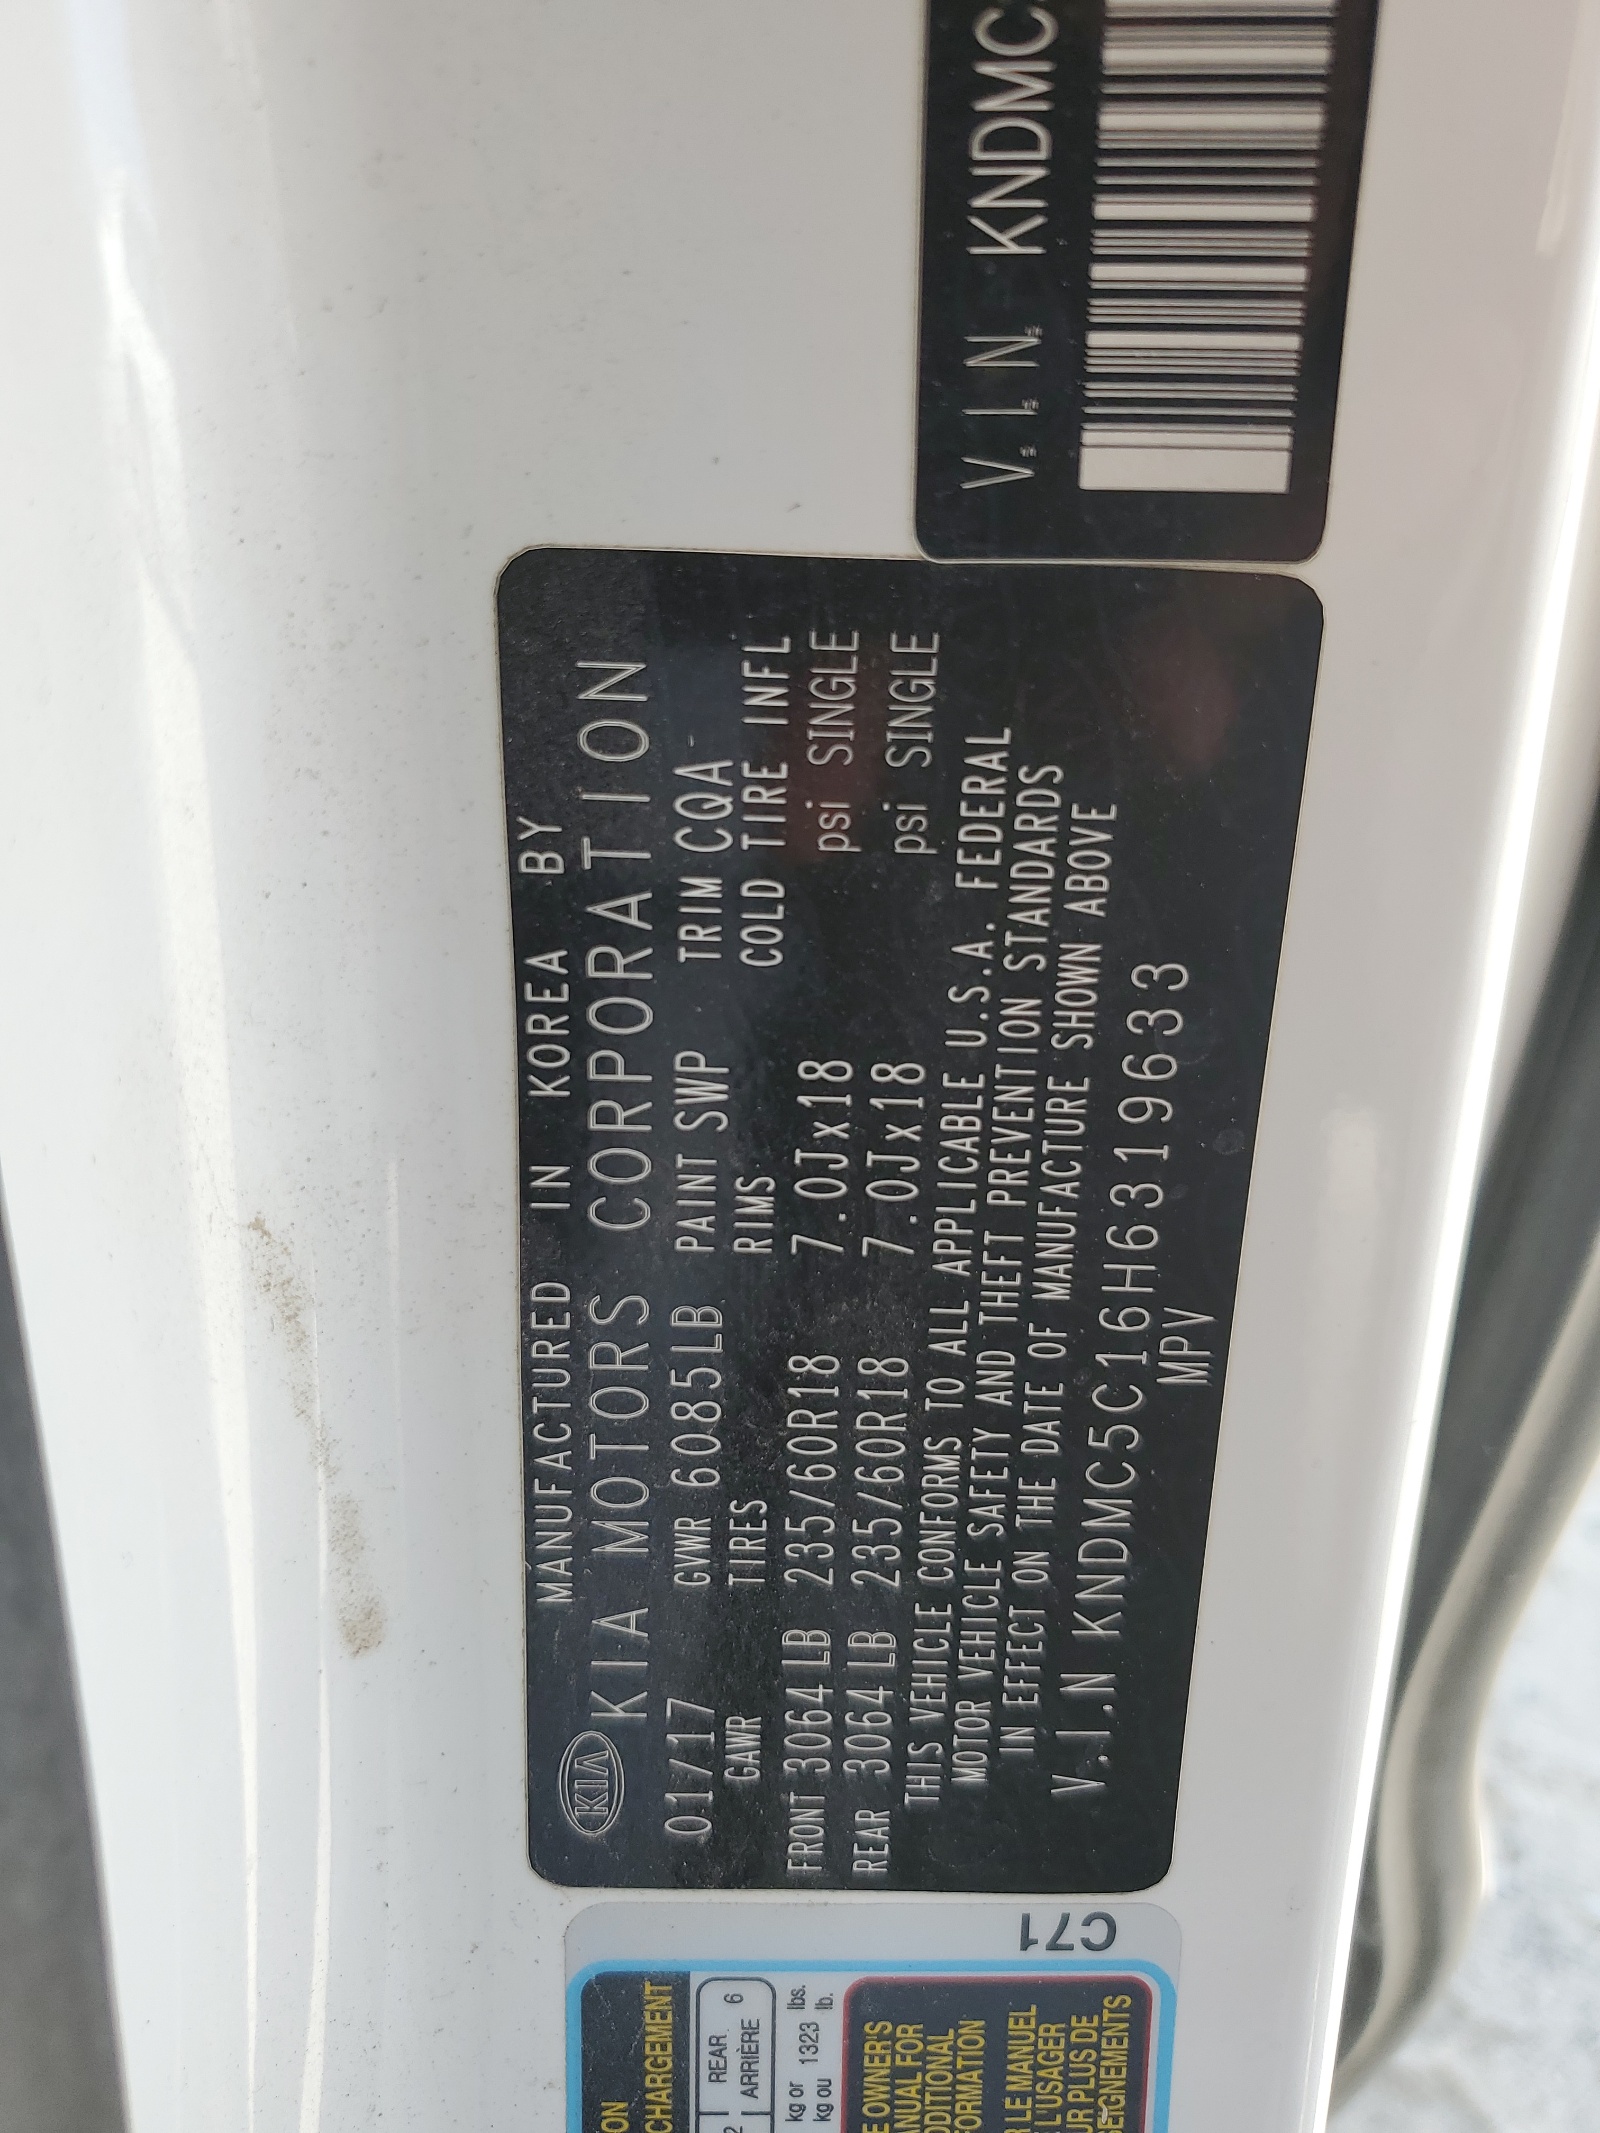 MANUFACTURED IN KOREA BY
KIA KIA MOTORS CORPORATION
01/17 GVWR 6085LB PAINT SWP TRIM CQA
GAWR TIRES RIMS COLD TIRE INFL
FRONT 3064LB 235/60R18 7.0Jx18 psi SINGLE
REAR 3064LB 235/60R18 7.0Jx18 psi SINGLE
THIS VEHICLE CONFORMS TO ALL APPLICABLE U.S.A. FEDERAL
MOTOR VEHICLE SAFETY AND THEFT PREVENTION STANDARDS
IN EFFECT ON THE DATE OF MANUFACTURE SHOWN ABOVE
V.I.N KNDMC5C16H6319633
MPV
V.I.N. KNDMC
C71
CHARGEMENT
REAR
ARRIÈRE 6
kg or 1323 lbs.
kg ou lb.
OWNER'S
FOR
LE MANUEL
L'USAGER
PLUS DE